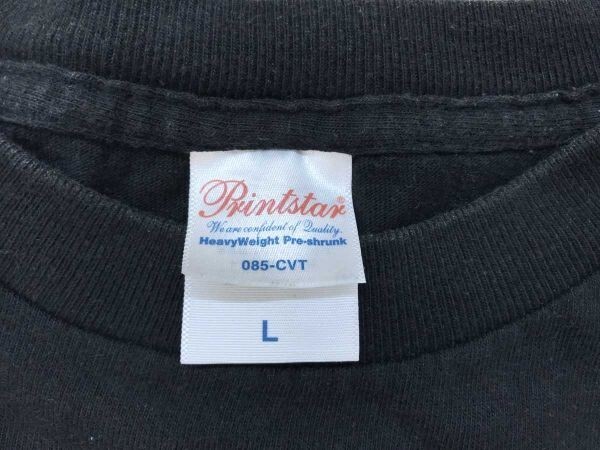 Printstar®
We are confident of Quality.
HeavyWeight Pre-shrunk
085-CVT
L